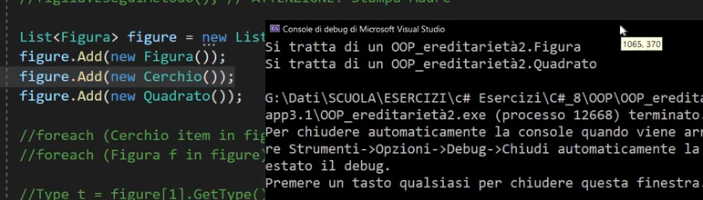 //figlia.EseguiMetodo(); // ATTENZIONE: Stampa Madre
List<Figura> figure = new List
figure.Add(new Figura());
figure.Add(new Cerchio());
figure.Add(new Quadrato());
//foreach (Cerchio item in fig
//foreach (Figura f in figure)
//Type t = figure[1].GetType()
Console di debug di Microsoft Visual Studio
1065, 370
Si tratta di un OOP_ereditarietà2.Figura
Si tratta di un OOP_ereditarietà2.Quadrato
G:\Dati\SCUOLA\ESERCIZI\c# Esercizi\C#_8\OOP\OOP_eredita
app3.1\OOP_ereditarietà2.exe (processo 12668) terminato.
Per chiudere automaticamente la console quando viene arr
re Strumenti->Opzioni->Debug->Chiudi automaticamente la
estato il debug.
Premere un tasto qualsiasi per chiudere questa finestra.